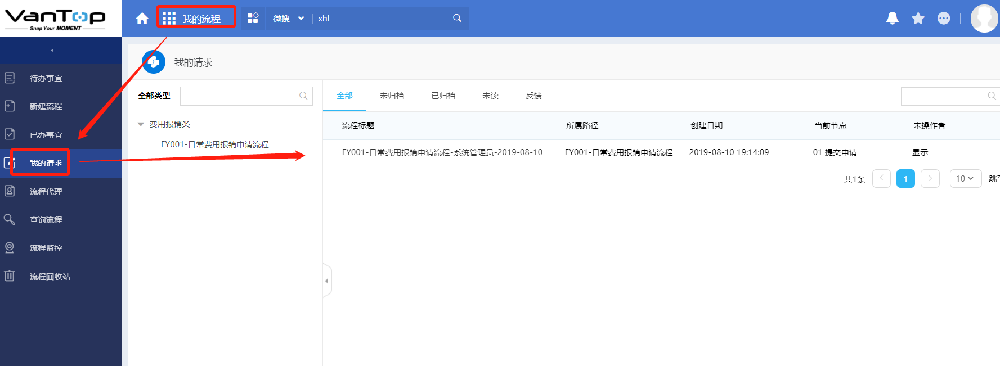 VanTop
Snap Your MOMENT
我的流程
微搜
xhl
待办事宜
新建流程
已办事宜
我的请求
流程代理
查询流程
流程监控
流程回收站
我的请求
全部类型
费用报销类
FY001-日常费用报销申请流程
全部 未归档 已归档 未读 反馈
流程标题 所属路径 创建日期 当前节点 未操作者
FY001-日常费用报销申请流程-系统管理员-2019-08-10 FY001-日常费用报销申请流程 2019-08-10 19:14:09 01 提交申请 显示
共1条 1 10 跳至